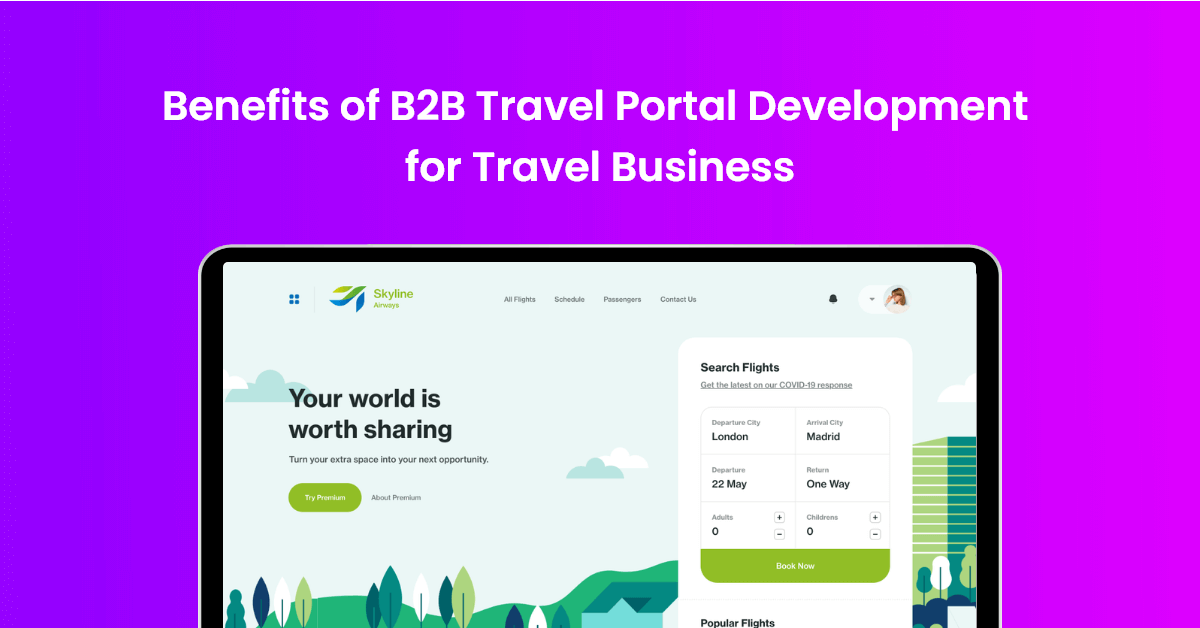 Benefits of B2B Travel Portal Development
for Travel Business
Skyline
Airways
All Flights
Schedule
Passengers
Contact Us
Your world is
worth sharing
Turn your extra space into your next opportunity.
Try Premium
About Premium
Search Flights
Get the latest on our COVID-19 response
Departure City
London
Arrival City
Madrid
Departure
22 May
Return
One Way
Adults
0
+
−
Childrens
0
+
−
Book Now
Popular Flights